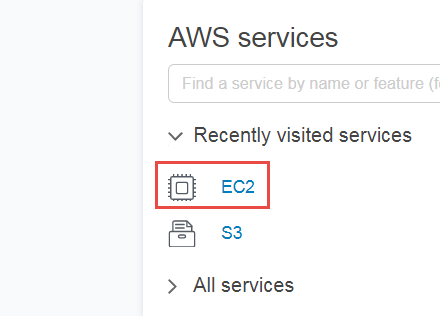 AWS services
Find a service by name or feature (f
Recently visited services
EC2
S3
All services